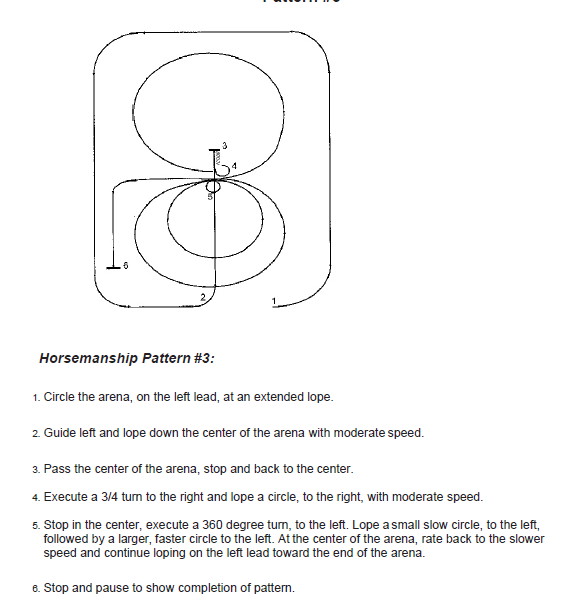 3
4
5
6
2
1
Horsemanship Pattern #3:
1. Circle the arena, on the left lead, at an extended lope.
2. Guide left and lope down the center of the arena with moderate speed.
3. Pass the center of the arena, stop and back to the center.
4. Execute a 3/4 turn to the right and lope a circle, to the right, with moderate speed.
5. Stop in the center, execute a 360 degree turn, to the left. Lope a small slow circle, to the left,
followed by a larger, faster circle to the left. At the center of the arena, rate back to the slower
speed and continue loping on the left lead toward the end of the arena.
6. Stop and pause to show completion of pattern.